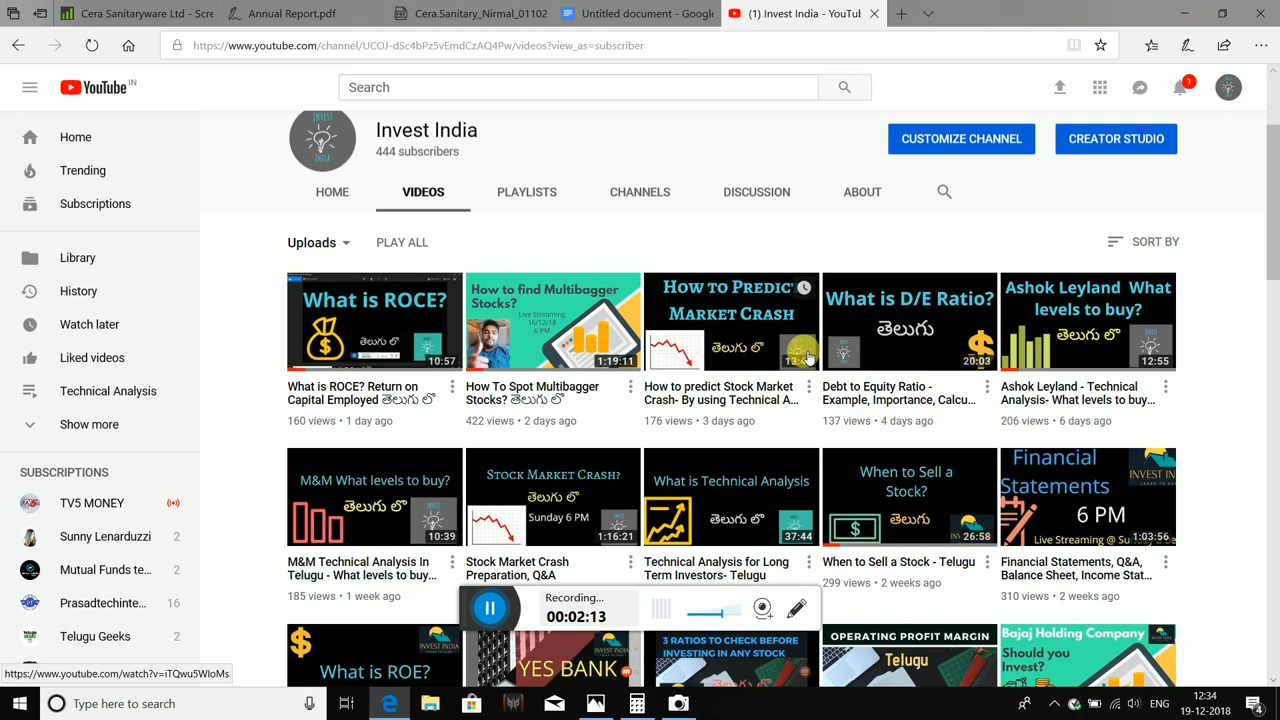 Cera Sanitaryware Ltd - Scre
Annual Report.pdf
Cera.Sanitary_Nirmal_01102
Untitled document - Google
(1) Invest India - YouTub
https://www.youtube.com/channel/UCOJ-dSc4bPz5vEmdCzAQ4Pw/videos?view_as=subscriber
YouTube IN
Search
1
Home
Trending
Subscriptions
Library
History
Watch later
Liked videos
Technical Analysis
Show more
SUBSCRIPTIONS
TV5 MONEY
Sunny Lenarduzzi 2
Mutual Funds te... 2
Prasadtechinte... 16
Telugu Geeks 2
https://www.youtube.com/watch?v=iTQwu5WIoMs
INVEST
INDIA
Invest India
444 subscribers
CUSTOMIZE CHANNEL
CREATOR STUDIO
HOME VIDEOS PLAYLISTS CHANNELS DISCUSSION ABOUT
Uploads PLAY ALL SORT BY
What is ROCE?
తెలుగు లో
10:57
What is ROCE? Return on
Capital Employed తెలుగు లో
160 views • 1 day ago
How to find Multibagger
Stocks?
Live Streaming
16/12/18
6 PM
1:19:11
How To Spot Multibagger
Stocks? తెలుగు లో
422 views • 2 days ago
How to Predic
Market Crash
తెలుగు లో
How to predict Stock Market
Crash- By using Technical A...
176 views • 3 days ago
What is D/E Ratio?
తెలుగు
20:03
Debt to Equity Ratio -
Example, Importance, Calcu...
137 views • 4 days ago
Ashok Leyland What
levels to buy?
తెలుగు లో
12:55
Ashok Leyland - Technical
Analysis- What levels to buy...
206 views • 6 days ago
M&M What levels to buy?
తెలుగు లో
10:39
M&M Technical Analysis In
Telugu - What levels to buy...
185 views • 1 week ago
Stock Market Crash?
తెలుగు లో
Sunday 6 PM
1:16:21
Stock Market Crash
Preparation, Q&A
What is Technical Analysis
తెలుగు లో
37:44
Technical Analysis for Long
Term Investors- Telugu
When to Sell a
Stock?
తెలుగు
26:58
When to Sell a Stock - Telugu
299 views • 2 weeks ago
Financial
Statements
INVEST IN
6 PM
Live Streaming @ Sunday
1:03:56
Financial Statements, Q&A,
Balance Sheet, Income Stat...
310 views • 2 weeks ago
Recording...
00:02:13
INVEST INDIA
What is ROE?
YES BANK
3 RATIOS TO CHECK BEFORE
INVESTING IN ANY STOCK
OPERATING PROFIT MARGIN
Telugu
Bajaj Holding Company
Should you
Invest?
Type here to search
ENG
12:34
19-12-2018
4